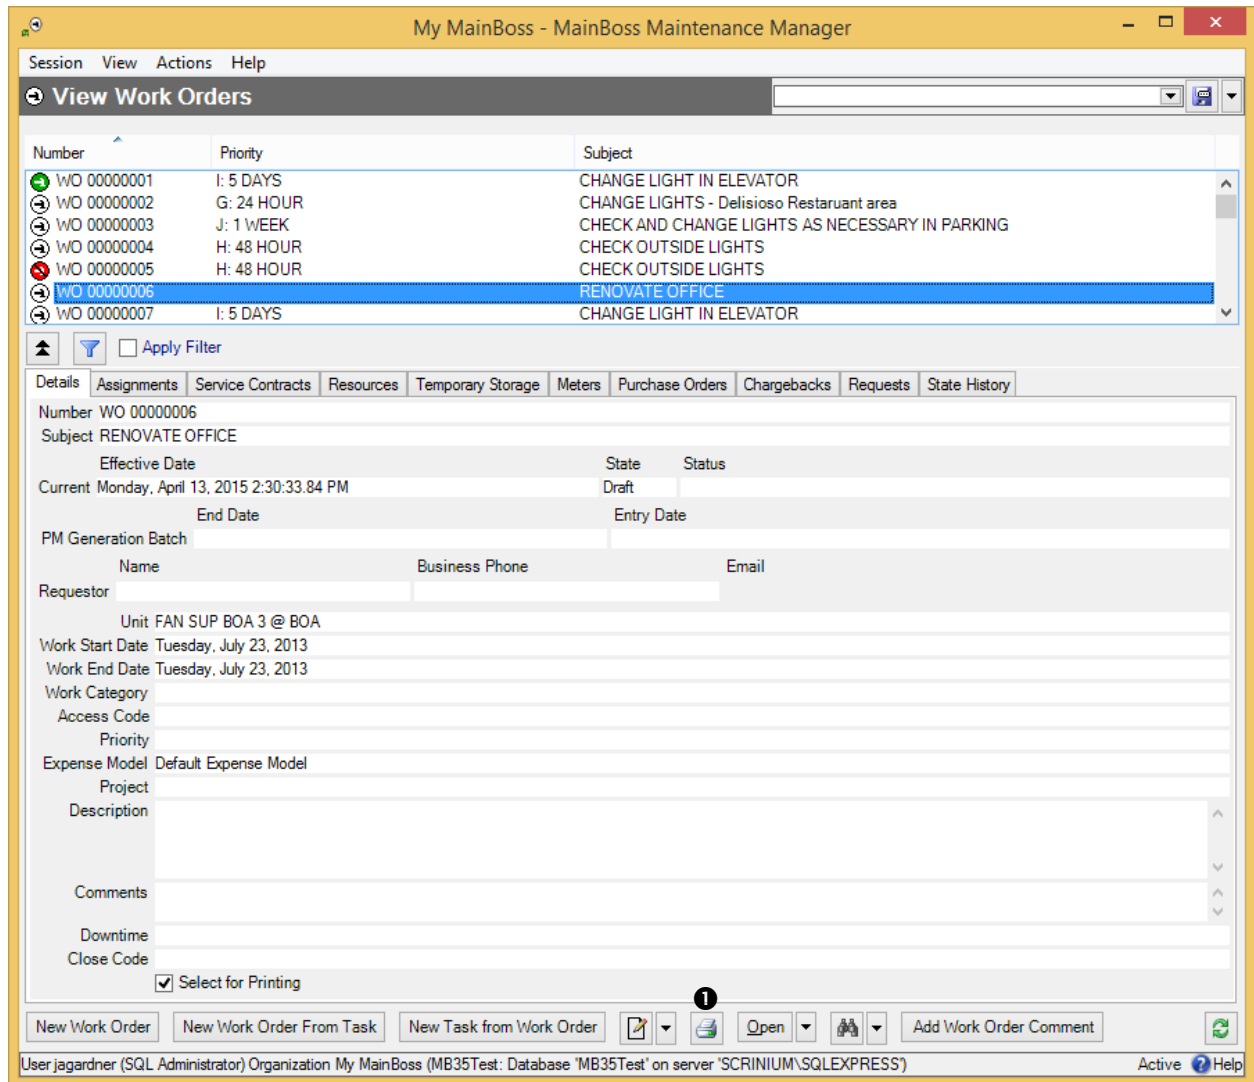 My MainBoss - MainBoss Maintenance Manager
Session View Actions Help
View Work Orders
Number Priority Subject
WO 00000001 I: 5 DAYS CHANGE LIGHT IN ELEVATOR
WO 00000002 G: 24 HOUR CHANGE LIGHTS - Delisioso Restaruant area
WO 00000003 J: 1 WEEK CHECK AND CHANGE LIGHTS AS NECESSARY IN PARKING
WO 00000004 H: 48 HOUR CHECK OUTSIDE LIGHTS
WO 00000005 H: 48 HOUR CHECK OUTSIDE LIGHTS
WO 00000006 RENOVATE OFFICE
WO 00000007 I: 5 DAYS CHANGE LIGHT IN ELEVATOR
Apply Filter
Details Assignments Service Contracts Resources Temporary Storage Meters Purchase Orders Chargebacks Requests State History
Number WO 00000006
Subject RENOVATE OFFICE
Effective Date State Status
Current Monday, April 13, 2015 2:30:33.84 PM Draft
End Date Entry Date
PM Generation Batch
Name Business Phone Email
Requestor
Unit FAN SUP BOA 3 @ BOA
Work Start Date Tuesday, July 23, 2013
Work End Date Tuesday, July 23, 2013
Work Category
Access Code
Priority
Expense Model Default Expense Model
Project
Description
Comments
Downtime
Close Code
Select for Printing
❶
New Work Order New Work Order From Task New Task from Work Order Open Add Work Order Comment
User jagardner (SQL Administrator) Organization My MainBoss (MB35Test: Database 'MB35Test' on server 'SCRINIUM\SQLEXPRESS') Active Help